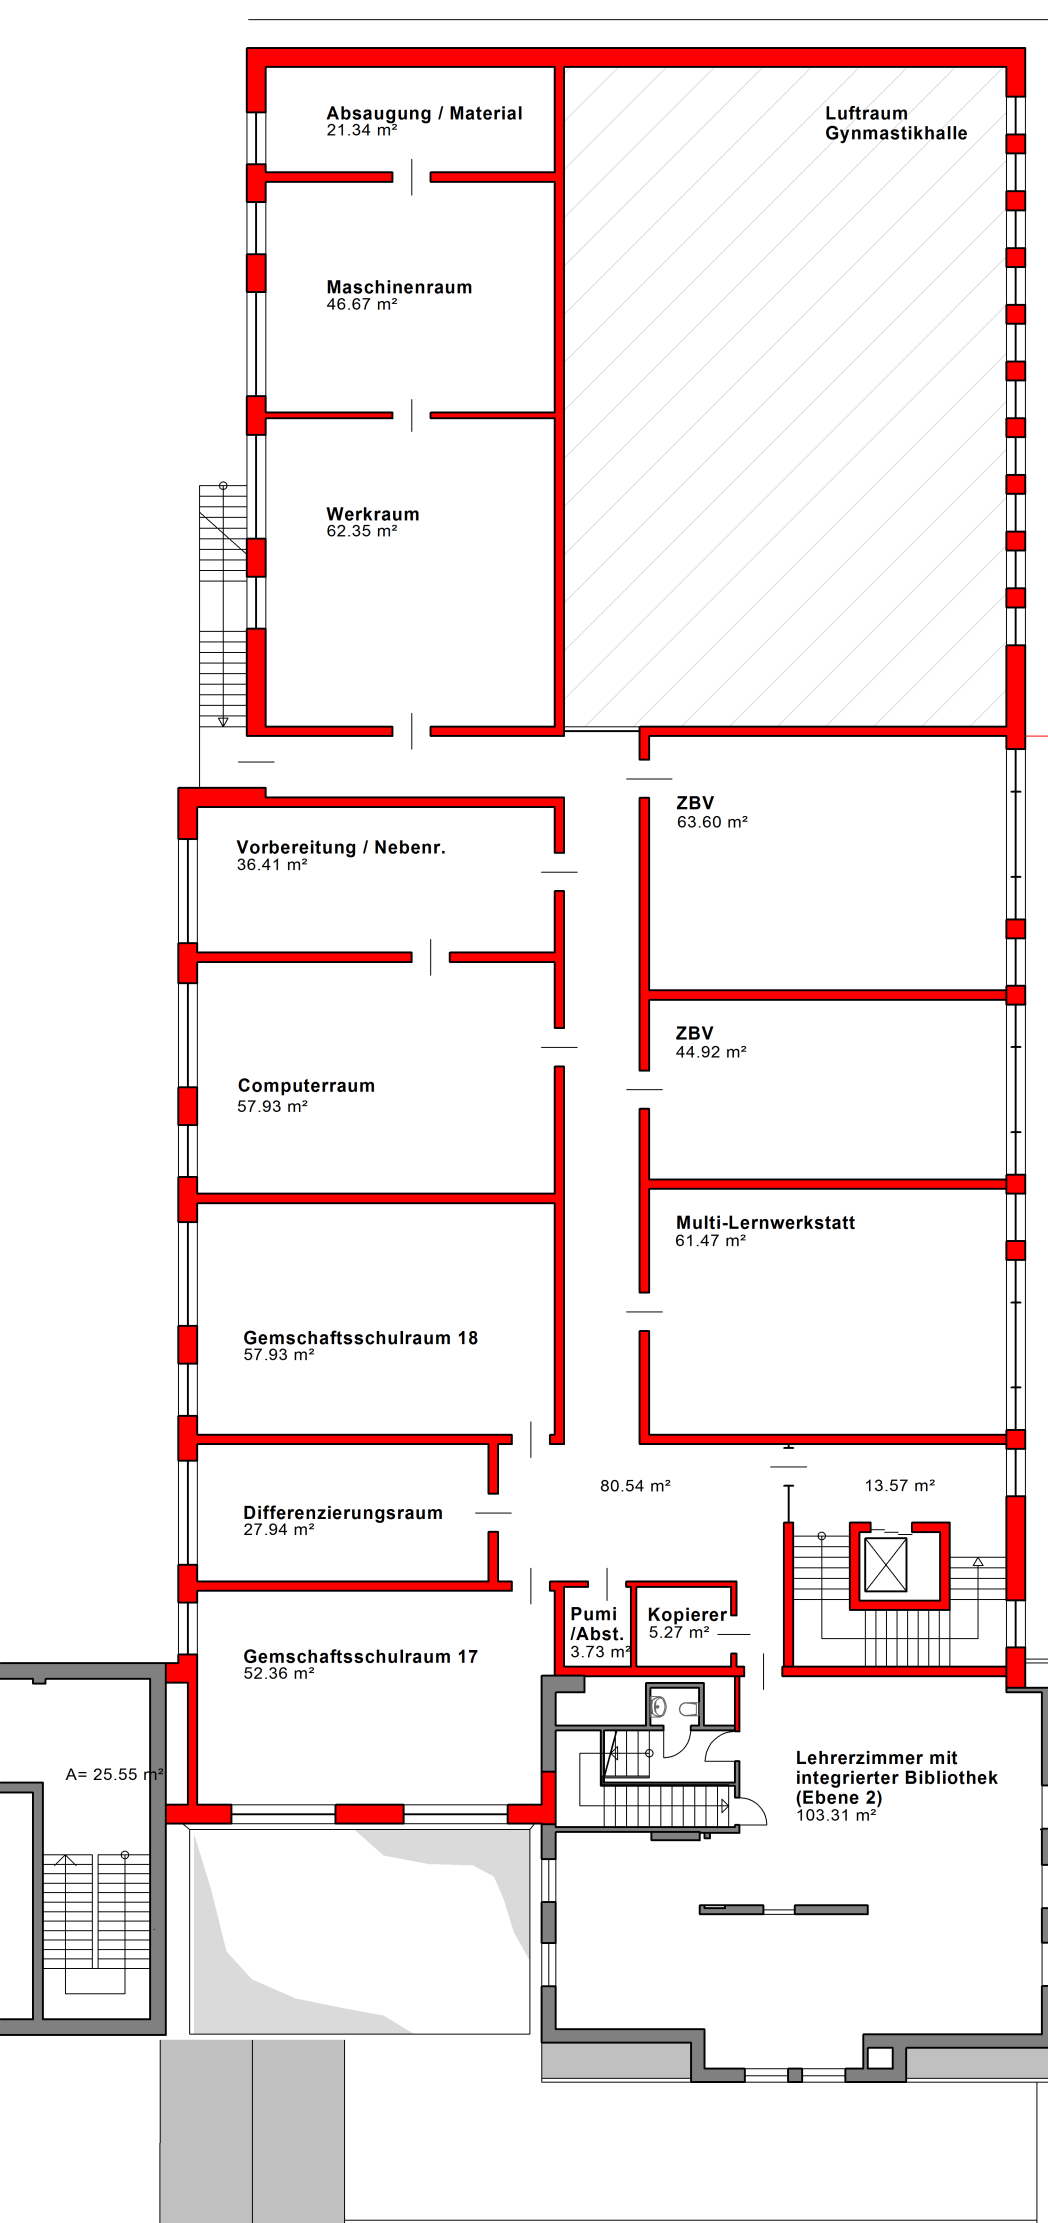 Absaugung / Material
21.34 m²
Luftraum
Gynmastikhalle
Maschinenraum
46.67 m²
Werkraum
62.35 m²
ZBV
63.60 m²
Vorbereitung / Nebenr.
36.41 m²
ZBV
44.92 m²
Computerraum
57.93 m²
Multi-Lernwerkstatt
61.47 m²
Gemschaftsschulraum 18
57.93 m²
80.54 m²
13.57 m²
Differenzierungsraum
27.94 m²
Pumi
/Abst.
3.73 m²
Kopierer
5.27 m²
Gemschaftsschulraum 17
52.36 m²
A= 25.55 m²
Lehrerzimmer mit
integrierter Bibliothek
(Ebene 2)
103.31 m²